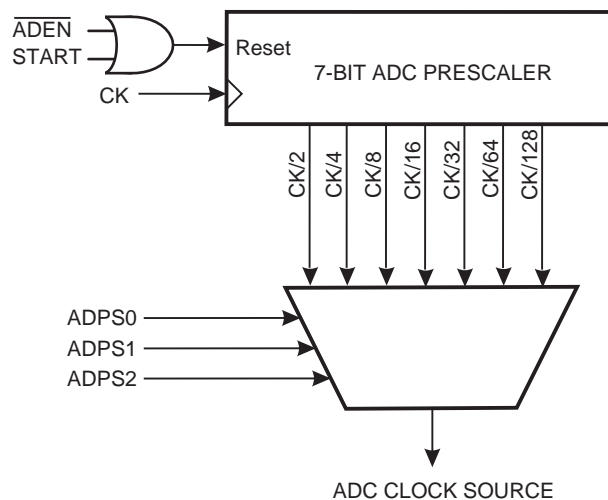 ADEN
START
Reset
7-BIT ADC PRESCALER
CK
CK/2
CK/4
CK/8
CK/16
CK/32
CK/64
CK/128
ADPS0
ADPS1
ADPS2
ADC CLOCK SOURCE